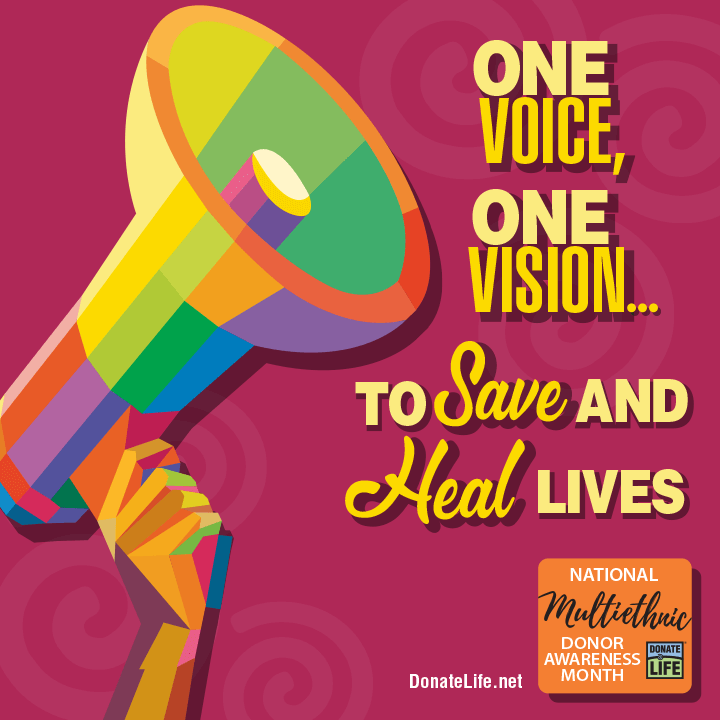 ONE
VOICE,
ONE
VISION...
TO Save AND
Heal LIVES
NATIONAL
Multiethnic
DONOR
AWARENESS
MONTH
DONATE
LIFE
DonateLife.net